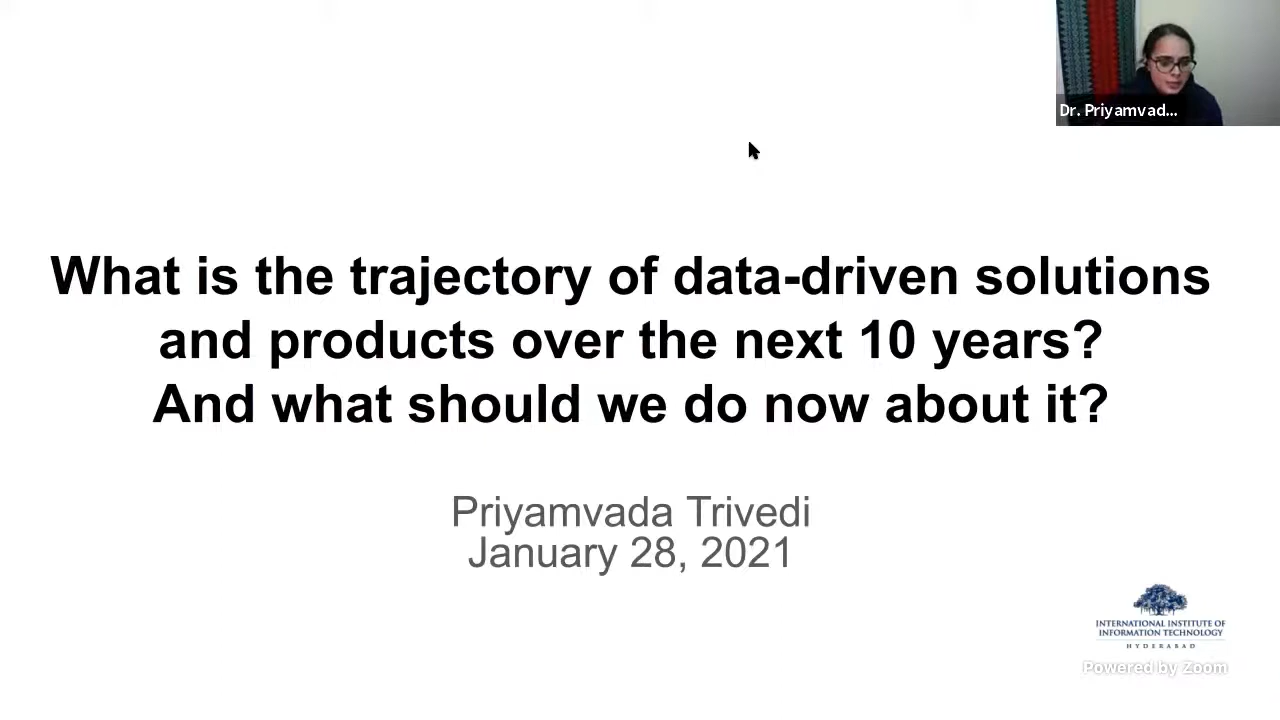 Dr. Priyamvad...
What is the trajectory of data-driven solutions
and products over the next 10 years?
And what should we do now about it?
Priyamvada Trivedi
January 28, 2021
INTERNATIONAL INSTITUTE OF
INFORMATION TECHNOLOGY
HYDERABAD
Powered by Zoom